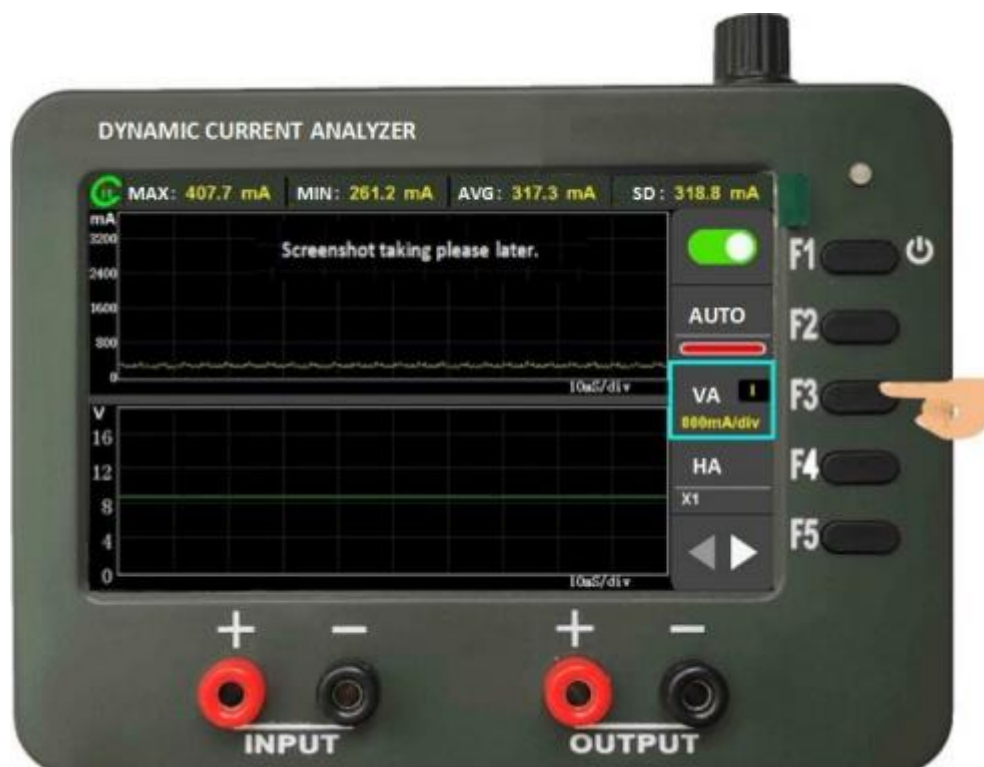 DYNAMIC CURRENT ANALYZER
MAX: 407.7 mA MIN: 261.2 mA AVG: 317.3 mA SD: 318.8 mA
mA
3200
Screenshot taking please later.
2400
1600
800
0
10mS/div
V
16
12
8
4
0
10mS/div
AUTO
VA I
800mA/div
HA
X1
F1
F2
F3
F4
F5
+ − + −
INPUT OUTPUT